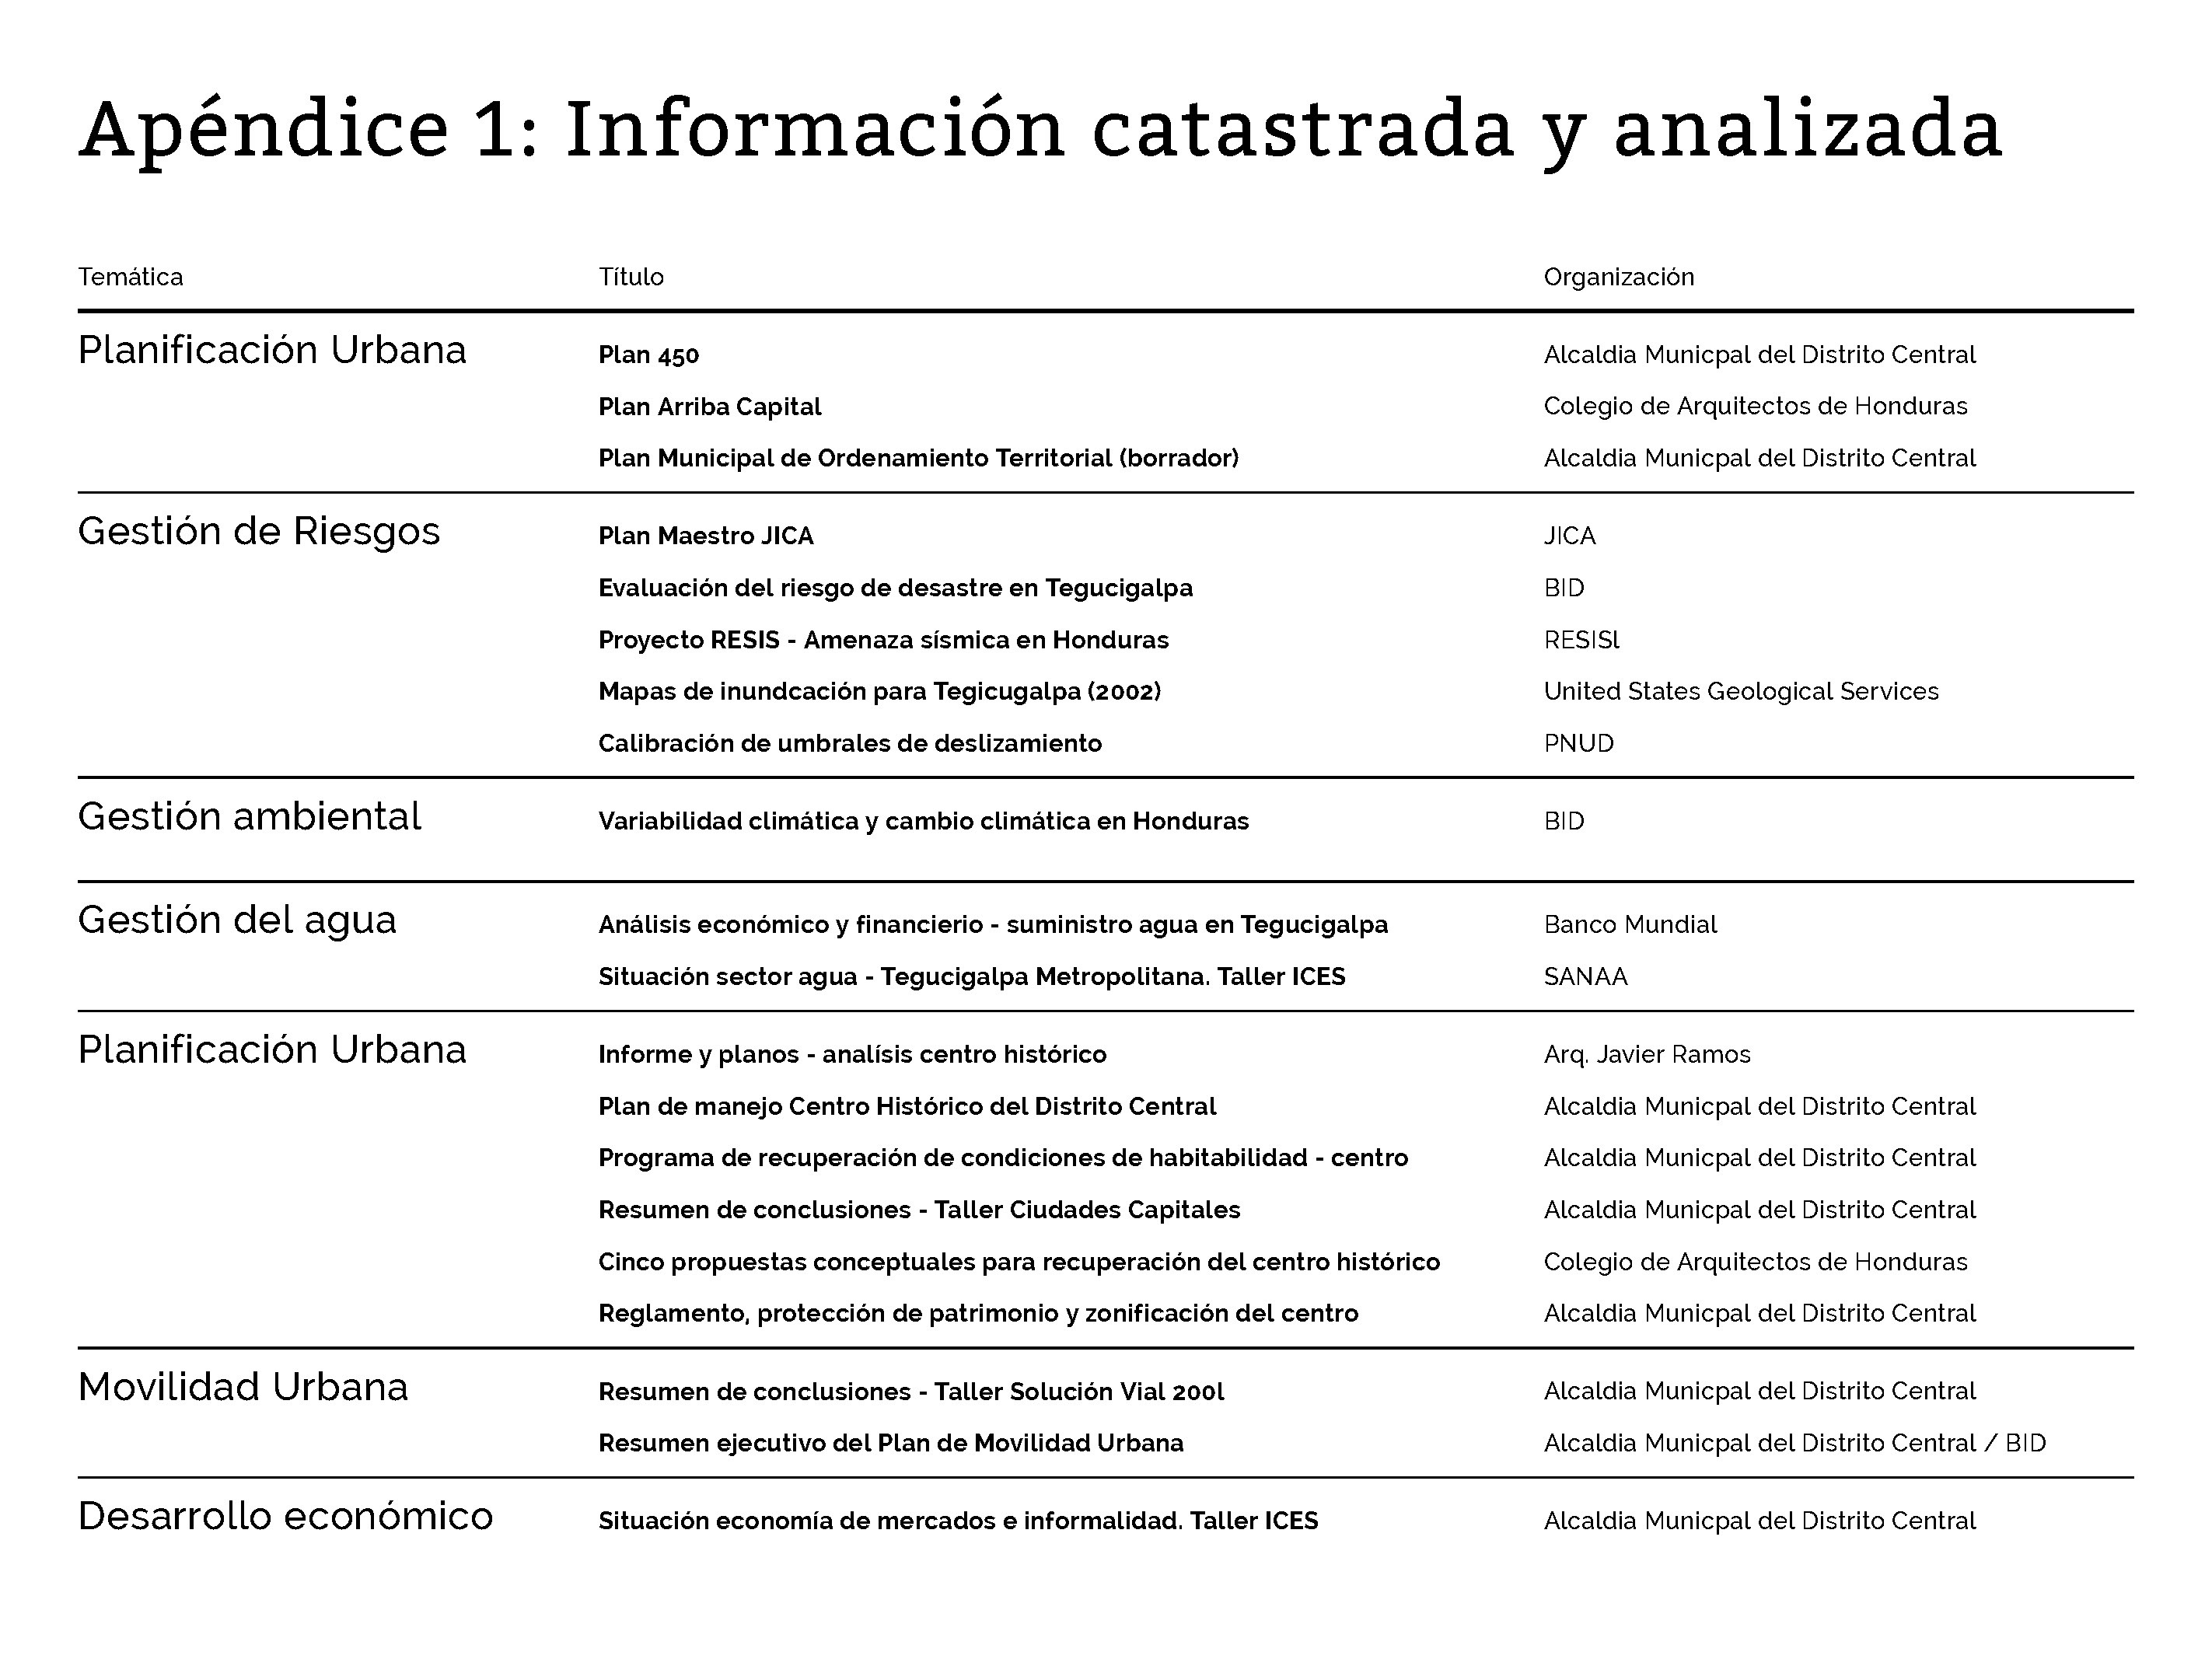 Apéndice 1: Información catastrada y analizada
Temática Título Organización
Planificación Urbana Plan 450 Alcaldia Municpal del Distrito Central
Plan Arriba Capital Colegio de Arquitectos de Honduras
Plan Municipal de Ordenamiento Territorial (borrador) Alcaldia Municpal del Distrito Central
Gestión de Riesgos Plan Maestro JICA JICA
Evaluación del riesgo de desastre en Tegucigalpa BID
Proyecto RESIS - Amenaza sísmica en Honduras RESISl
Mapas de inundcación para Tegicugalpa (2002) United States Geological Services
Calibración de umbrales de deslizamiento PNUD
Gestión ambiental Variabilidad climática y cambio climática en Honduras BID
Gestión del agua Análisis económico y financierio - suministro agua en Tegucigalpa Banco Mundial
Situación sector agua - Tegucigalpa Metropolitana. Taller ICES SANAA
Planificación Urbana Informe y planos - analísis centro histórico Arq. Javier Ramos
Plan de manejo Centro Histórico del Distrito Central Alcaldia Municpal del Distrito Central
Programa de recuperación de condiciones de habitabilidad - centro Alcaldia Municpal del Distrito Central
Resumen de conclusiones - Taller Ciudades Capitales Alcaldia Municpal del Distrito Central
Cinco propuestas conceptuales para recuperación del centro histórico Colegio de Arquitectos de Honduras
Reglamento, protección de patrimonio y zonificación del centro Alcaldia Municpal del Distrito Central
Movilidad Urbana Resumen de conclusiones - Taller Solución Vial 200l Alcaldia Municpal del Distrito Central
Resumen ejecutivo del Plan de Movilidad Urbana Alcaldia Municpal del Distrito Central / BID
Desarrollo económico Situación economía de mercados e informalidad. Taller ICES Alcaldia Municpal del Distrito Central